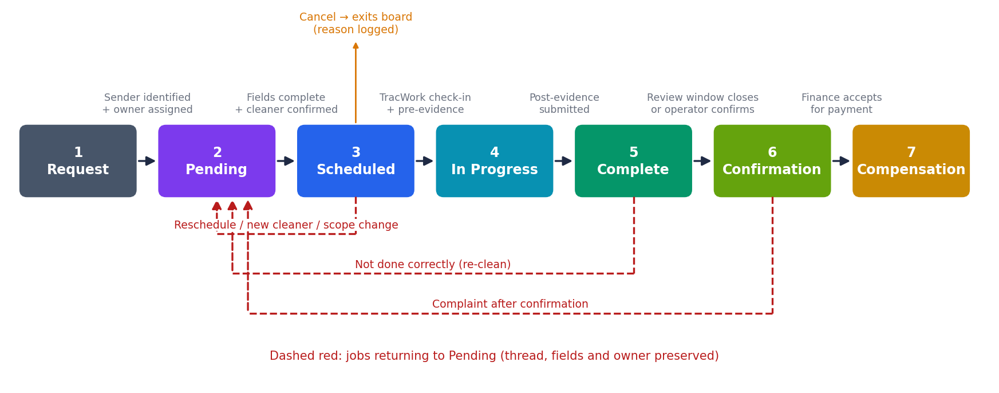 Cancel → exits board
(reason logged)
Sender identified
+ owner assigned
Fields complete
+ cleaner confirmed
TracWork check-in
+ pre-evidence
Post-evidence
submitted
Review window closes
or operator confirms
Finance accepts
for payment
1
Request
2
Pending
3
Scheduled
4
In Progress
5
Complete
6
Confirmation
7
Compensation
Reschedule / new cleaner / scope change
Not done correctly (re-clean)
Complaint after confirmation
Dashed red: jobs returning to Pending (thread, fields and owner preserved)